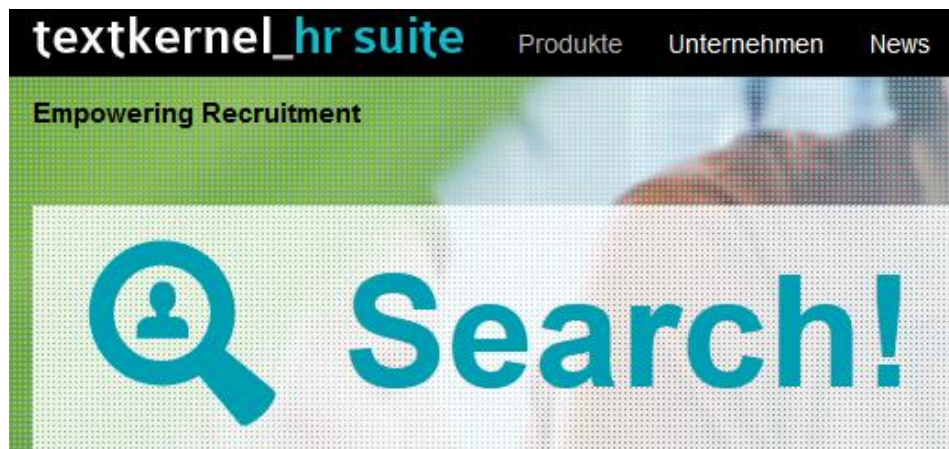 textkernel_hr suite Produkte Unternehmen News
Empowering Recruitment
Search!